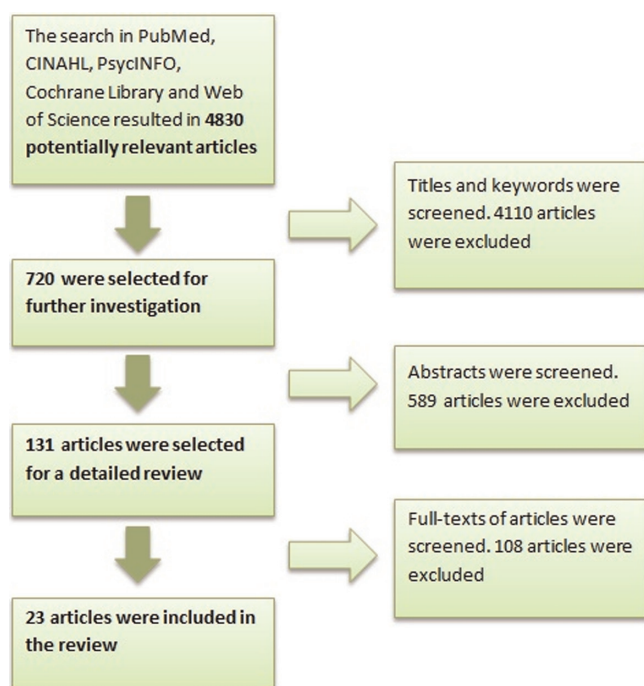 The search in PubMed,
CINAHL, PsycINFO,
Cochrane Library and Web
of Science resulted in 4830
potentially relevant articles
Titles and keywords were
screened. 4110 articles
were excluded
720 were selected for
further investigation
Abstracts were screened.
589 articles were excluded
131 articles were selected
for a detailed review
Full-texts of articles were
screened. 108 articles were
excluded
23 articles were included in
the review